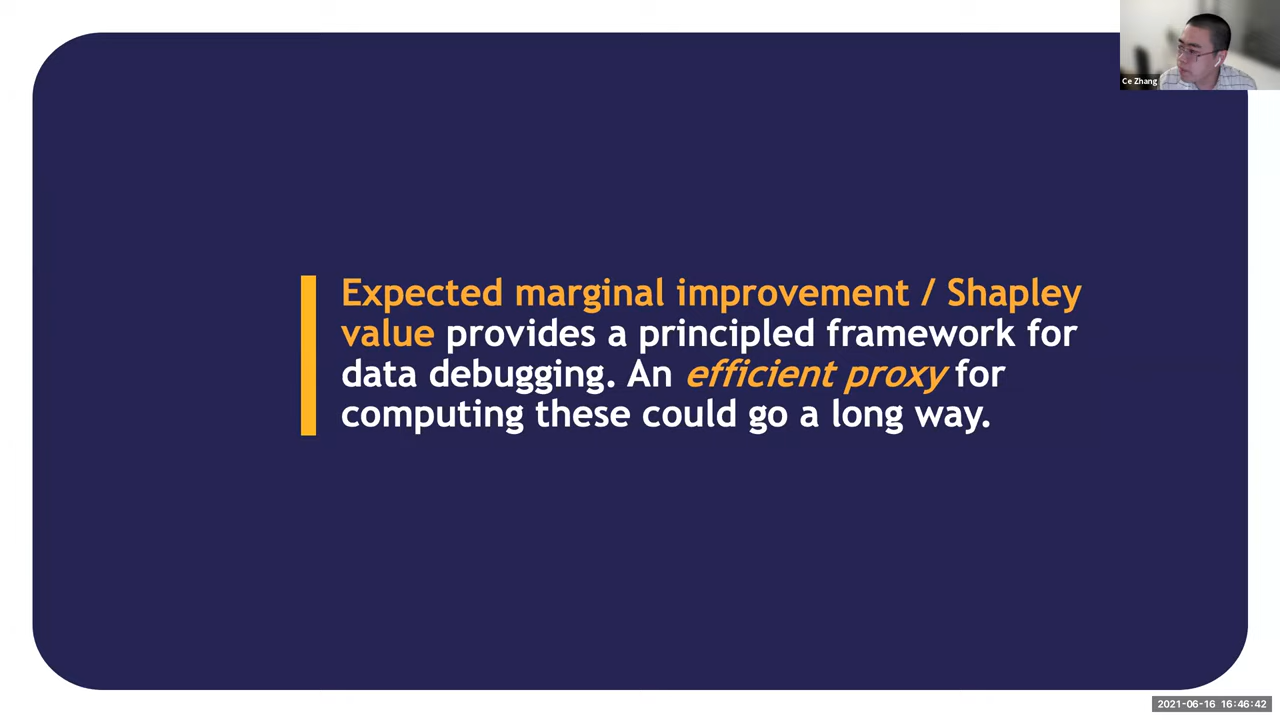 Ce Zhang
Expected marginal improvement / Shapley
value provides a principled framework for
data debugging. An efficient proxy for
computing these could go a long way.
2021-06-16 16:46:42